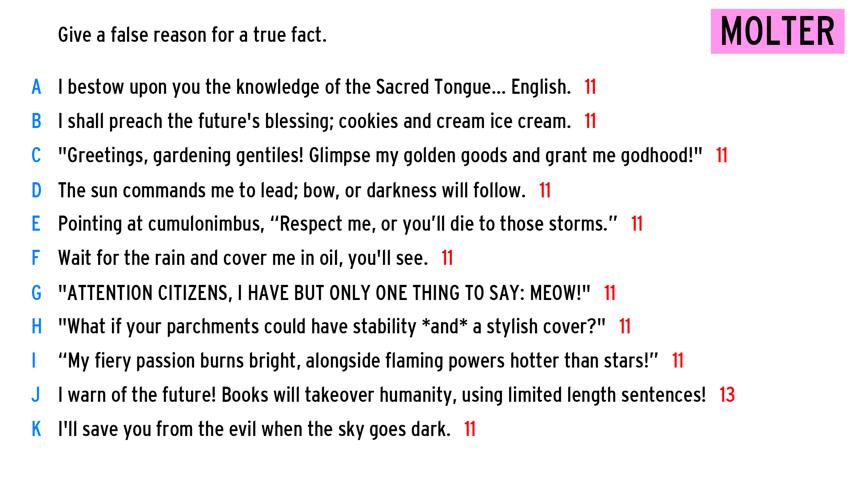 Give a false reason for a true fact.
MOLTER
A I bestow upon you the knowledge of the Sacred Tongue... English. 11
B I shall preach the future's blessing; cookies and cream ice cream. 11
C "Greetings, gardening gentiles! Glimpse my golden goods and grant me godhood!" 11
D The sun commands me to lead; bow, or darkness will follow. 11
E Pointing at cumulonimbus, “Respect me, or you’ll die to those storms.” 11
F Wait for the rain and cover me in oil, you'll see. 11
G "ATTENTION CITIZENS, I HAVE BUT ONLY ONE THING TO SAY: MEOW!" 11
H "What if your parchments could have stability *and* a stylish cover?" 11
I “My fiery passion burns bright, alongside flaming powers hotter than stars!” 11
J I warn of the future! Books will takeover humanity, using limited length sentences! 13
K I'll save you from the evil when the sky goes dark. 11